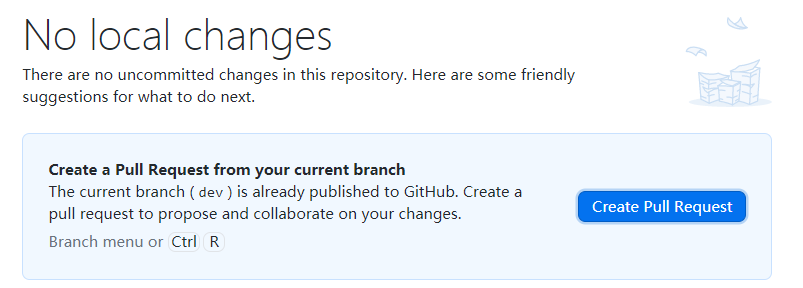 No local changes
There are no uncommitted changes in this repository. Here are some friendly
suggestions for what to do next.
Create a Pull Request from your current branch
The current branch ( dev ) is already published to GitHub. Create a
pull request to propose and collaborate on your changes.
Branch menu or Ctrl R
Create Pull Request